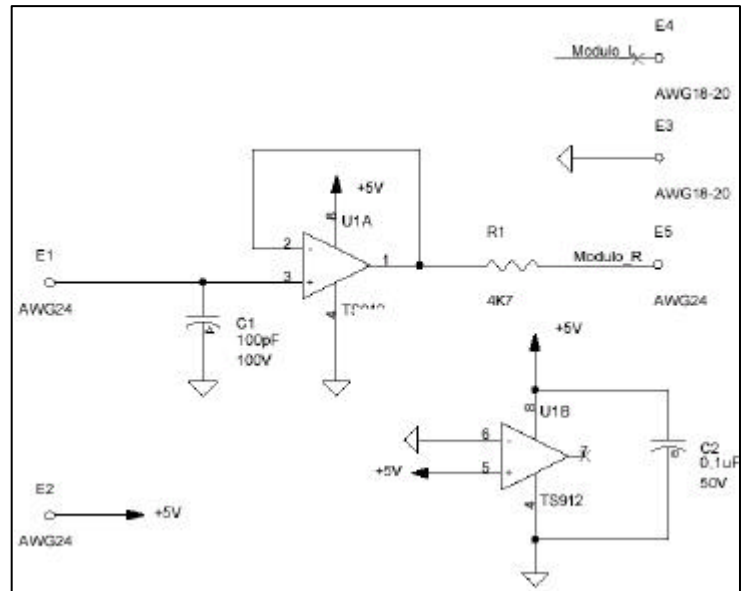 E4
Modulo_L
AWG18-20
E3
AWG18-20
+5V
8
U1A
2
-
1
3
+
4
E1
AWG24
C1
100pF
100V
R1
4K7
E5
Modulo_R
AWG24
+5V
8
U1B
6
-
7
+5V
5
+
4
TS912
C2
0,1uF
50V
E2
+5V
AWG24